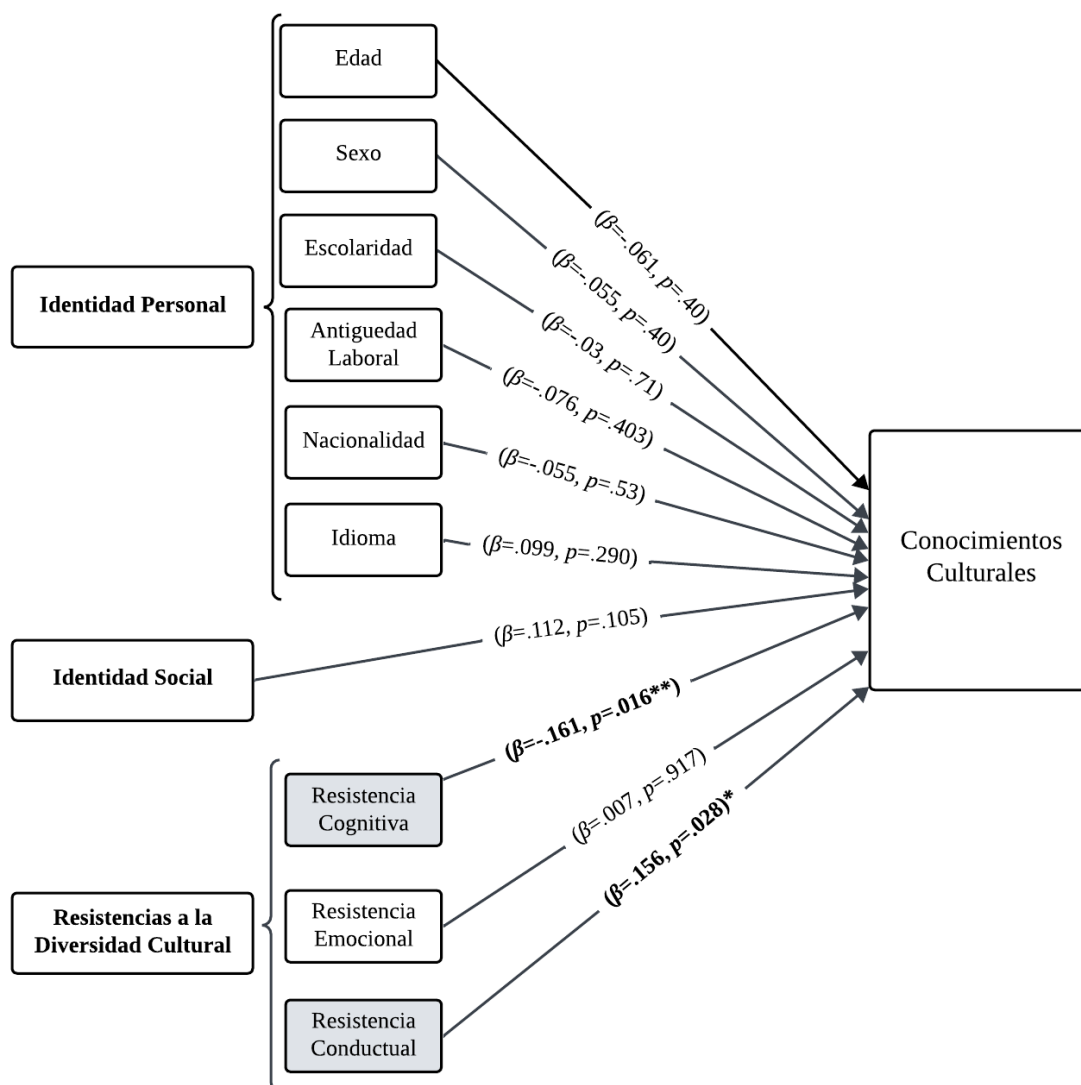 Edad
Sexo
Escolaridad
Antiguedad
Laboral
Nacionalidad
Idioma
Identidad Personal
Identidad Social
Resistencias a la
Diversidad Cultural
Resistencia
Cognitiva
Resistencia
Emocional
Resistencia
Conductual
(β=-.061, p=.40)
(β=-.055, p=.40)
(β=-.03, p=.71)
(β=-.076, p=.403)
(β=-.055, p=.53)
(β=.099, p=.290)
(β=.112, p=.105)
(β=-.161, p=.016**)
(β=.007, p=.917)
(β=.156, p=.028)*
Conocimientos
Culturales